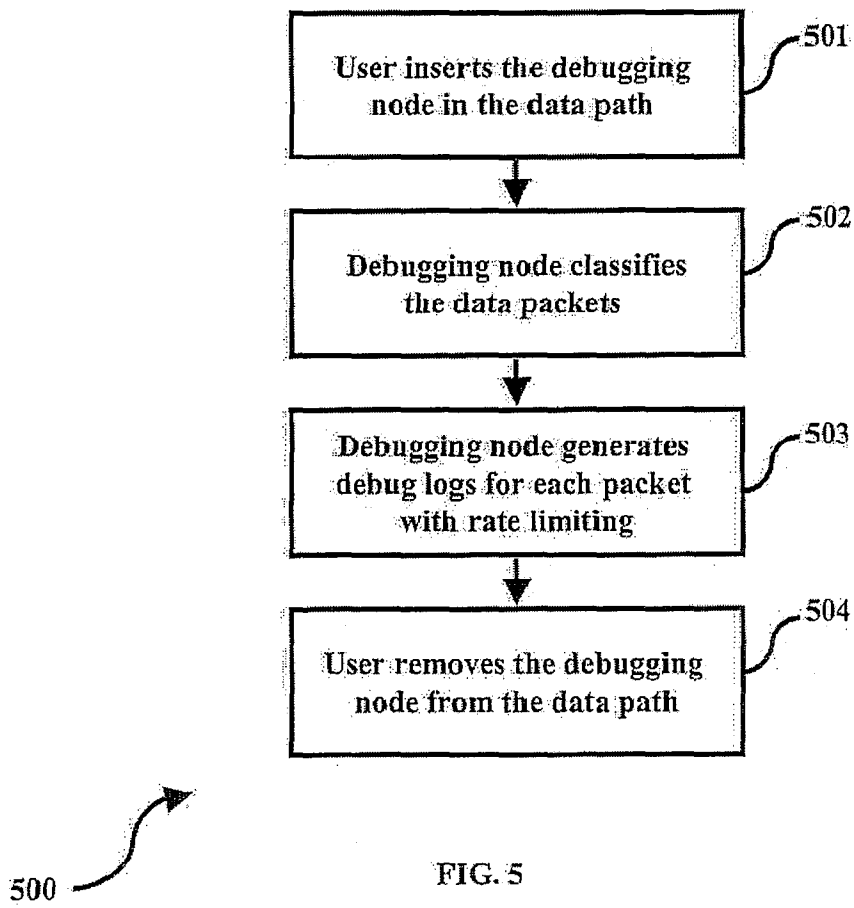 501
User inserts the debugging
node in the data path
502
Debugging node classifies
the data packets
503
Debugging node generates
debug logs for each packet
with rate limiting
504
User removes the debugging
node from the data path
500
FIG. 5